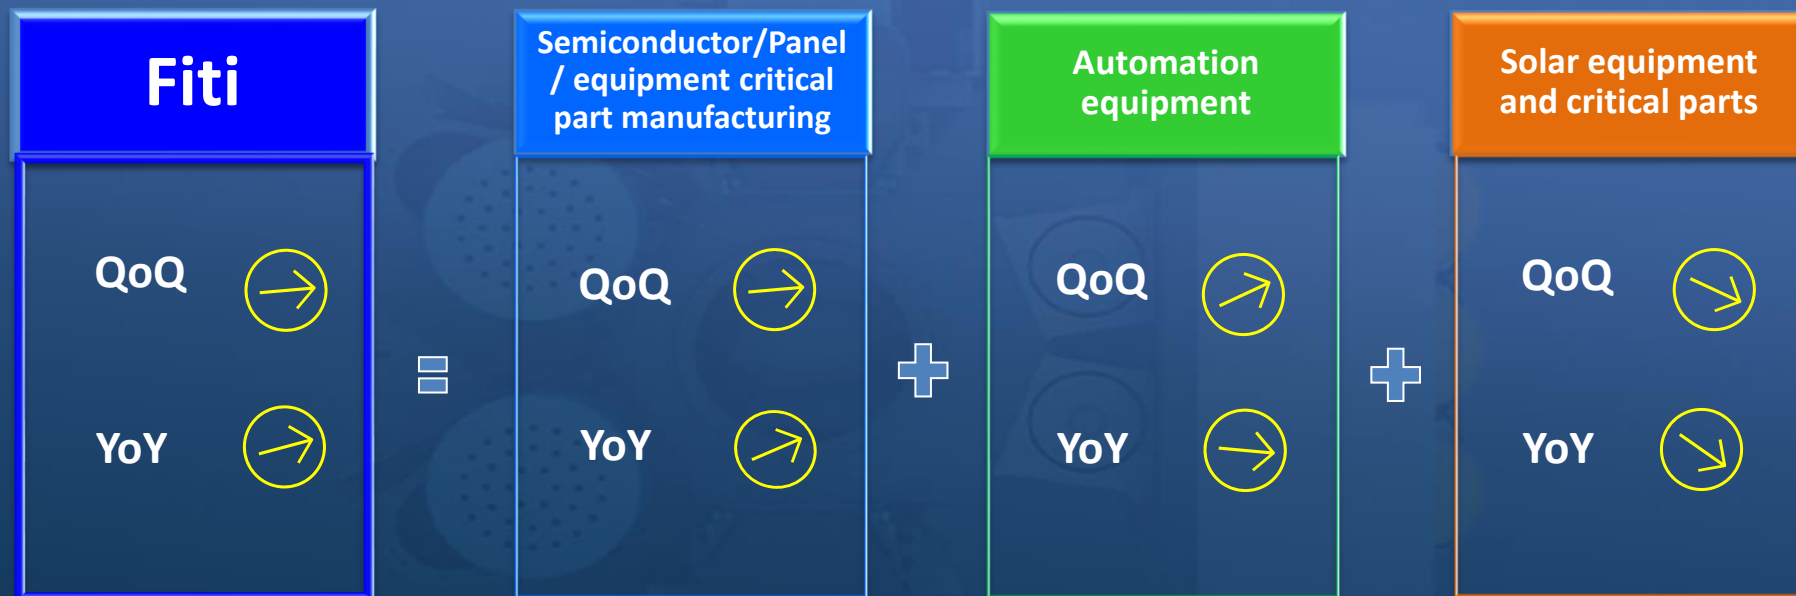 Fiti
QoQ
YoY
Semiconductor/Panel
/ equipment critical
part manufacturing
QoQ
YoY
Automation
equipment
QoQ
YoY
Solar equipment
and critical parts
QoQ
YoY